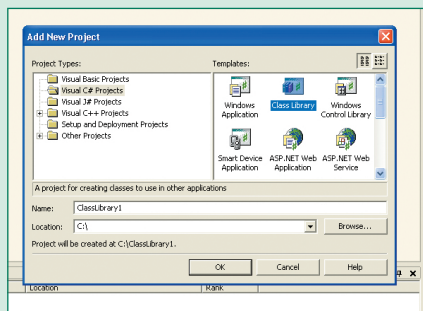 Add New Project
Project Types:
Templates:
Visual Basic Projects
Visual C# Projects
Visual J# Projects
Visual C++ Projects
Setup and Deployment Projects
Other Projects
Windows Application
Class Library
Windows Control Library
Smart Device Application
ASP.NET Web Application
ASP.NET Web Service
A project for creating classes to use in other applications
Name:
ClassLibrary1
Location:
C:\
Browse...
Project will be created at C:\ClassLibrary1.
OK
Cancel
Help
Location
Rank